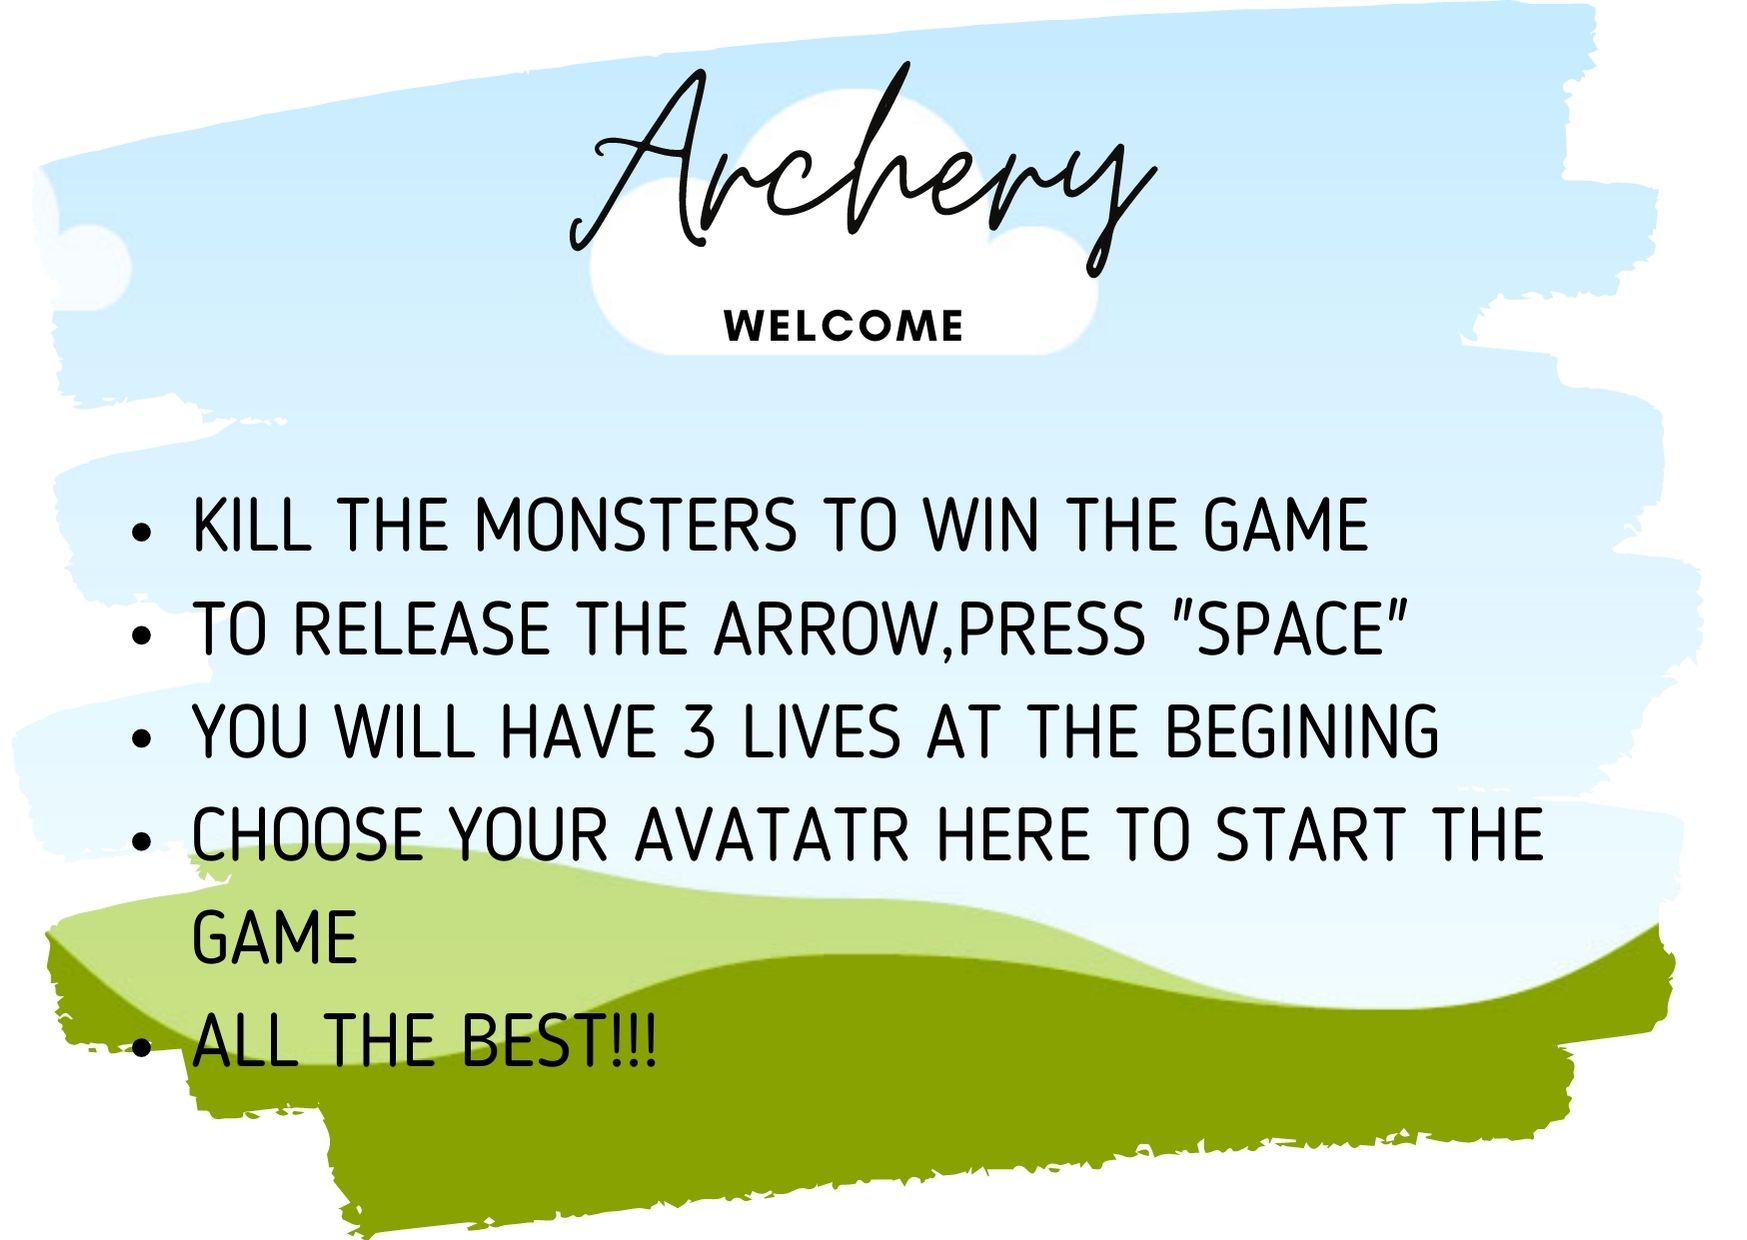 Archery
WELCOME
• KILL THE MONSTERS TO WIN THE GAME
• TO RELEASE THE ARROW,PRESS "SPACE"
• YOU WILL HAVE 3 LIVES AT THE BEGINING
• CHOOSE YOUR AVATATR HERE TO START THE
GAME
• ALL THE BEST!!!